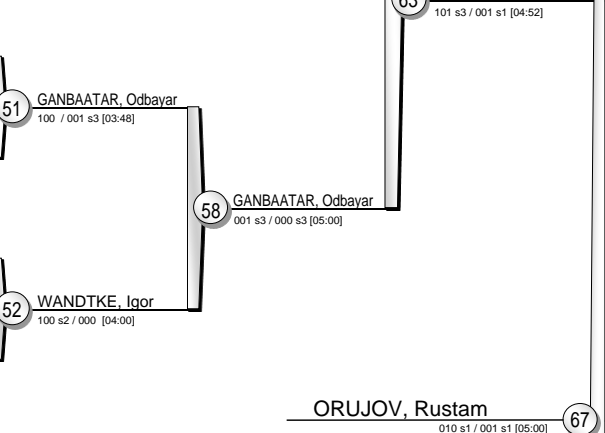 63
101 s3 / 001 s1 [04:52]
51
GANBAATAR, Odbayar
100 / 001 s3 [03:48]
58
GANBAATAR, Odbayar
001 s3 / 000 s3 [05:00]
52
WANDTKE, Igor
100 s2 / 000 [04:00]
ORUJOV, Rustam
67
010 s1 / 001 s1 [05:00]